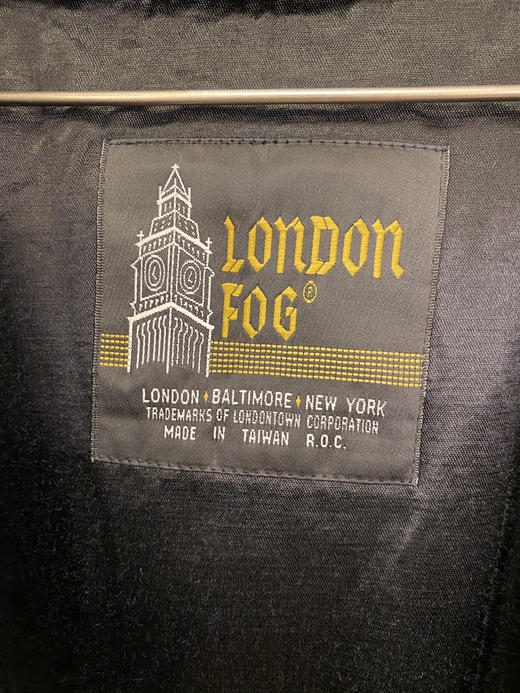 LONDON
FOG®
LONDON ♦ BALTIMORE ♦ NEW YORK
TRADEMARKS OF LONDONTOWN CORPORATION
MADE IN TAIWAN R.O.C.